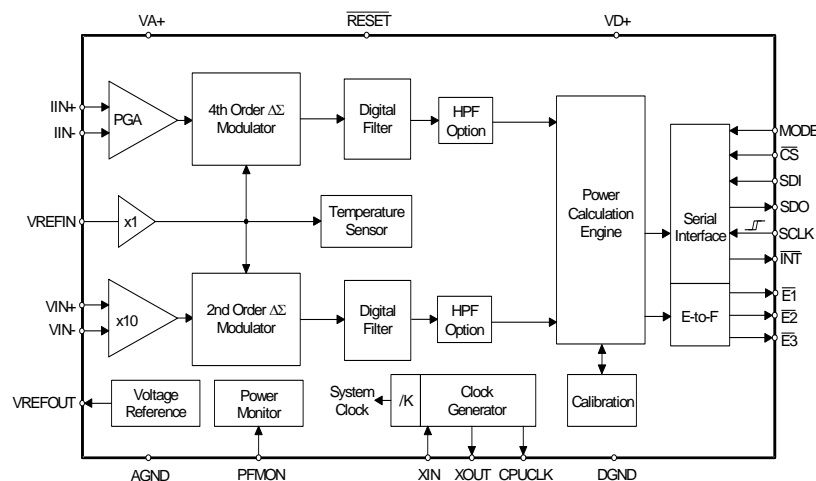 VA+
RESET
VD+
IIN+
IIN-
PGA
4th Order ΔΣ
Modulator
Digital
Filter
HPF
Option
VREFIN
x1
Temperature
Sensor
Power
Calculation
Engine
Serial
Interface
MODE
CS
SDI
SDO
SCLK
INT
VIN+
VIN-
x10
2nd Order ΔΣ
Modulator
Digital
Filter
HPF
Option
E-to-F
E1
E2
E3
VREFOUT
Voltage
Reference
Power
Monitor
System
Clock
/K
Clock
Generator
Calibration
AGND
PFMON
XIN
XOUT
CPUCLK
DGND